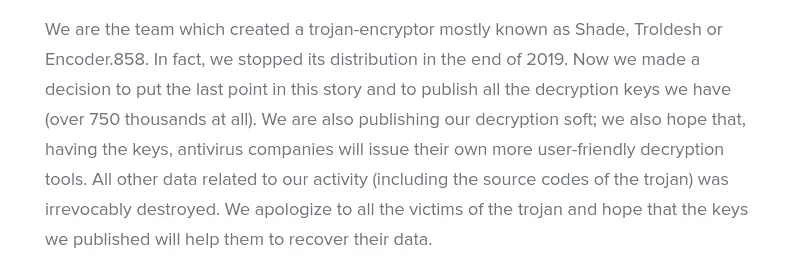 We are the team which created a trojan-encryptor mostly known as Shade, Troldesh or
Encoder.858. In fact, we stopped its distribution in the end of 2019. Now we made a
decision to put the last point in this story and to publish all the decryption keys we have
(over 750 thousands at all). We are also publishing our decryption soft; we also hope that,
having the keys, antivirus companies will issue their own more user-friendly decryption
tools. All other data related to our activity (including the source codes of the trojan) was
irrevocably destroyed. We apologize to all the victims of the trojan and hope that the keys
we published will help them to recover their data.